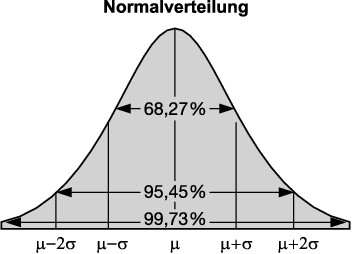 Normalverteilung
68,27%
95,45%
99,73%
μ−2σ μ−σ μ μ+σ μ+2σ